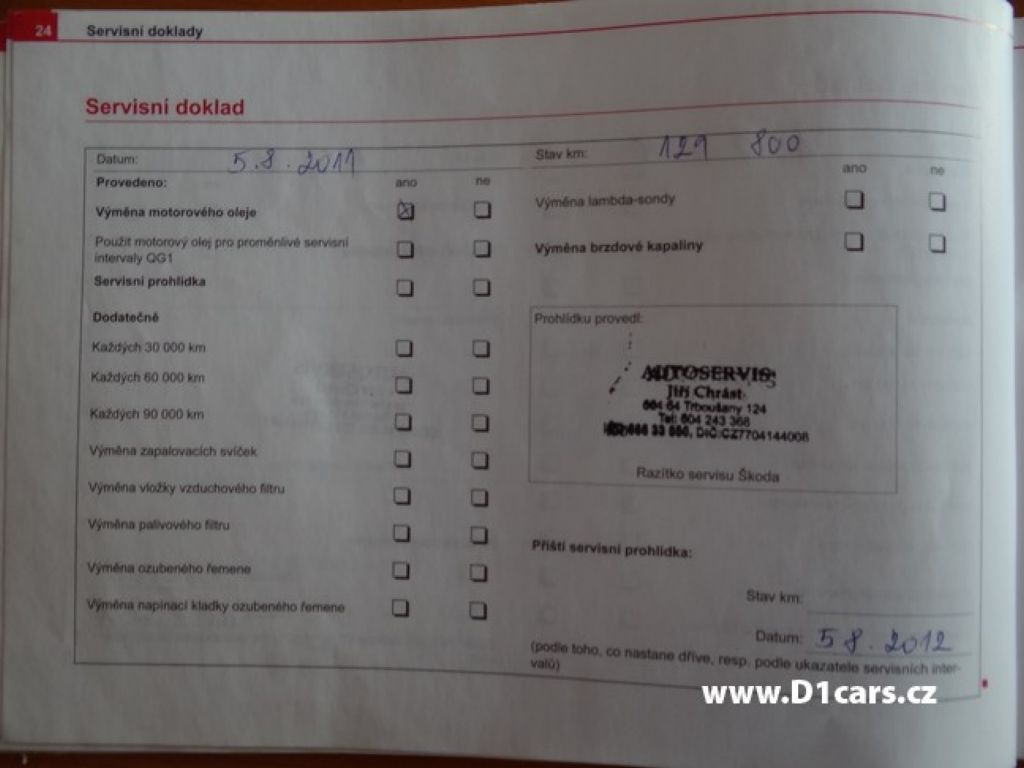 24 Servisní doklady
Servisní doklad
Datum: 5.8.2011
Provedeno: ano ne
Výměna motorového oleje
Použit motorový olej pro proměnlivé servisní
intervaly QG1
Servisní prohlídka
Dodatečně
Každých 30 000 km
Každých 60 000 km
Každých 90 000 km
Výměna zapalovacích svíček
Výměna vložky vzduchového filtru
Výměna palivového filtru
Výměna ozubeného řemene
Výměna napínací kladky ozubeného řemene
Stav km: 129 800
ano ne
Výměna lambda-sondy
Výměna brzdové kapaliny
Prohlídku provedl:
AUTOSERVIS
Jiří Chrást
664 64 Trboušany 124
Tel: 604 243 368
DIČ:CZ7704144008
Razítko servisu Škoda
Příští servisní prohlídka:
Stav km:
Datum: 5 8. 2012
(podle toho, co nastane dříve, resp. podle ukazatele servisních inter-
valů)
www.D1cars.cz